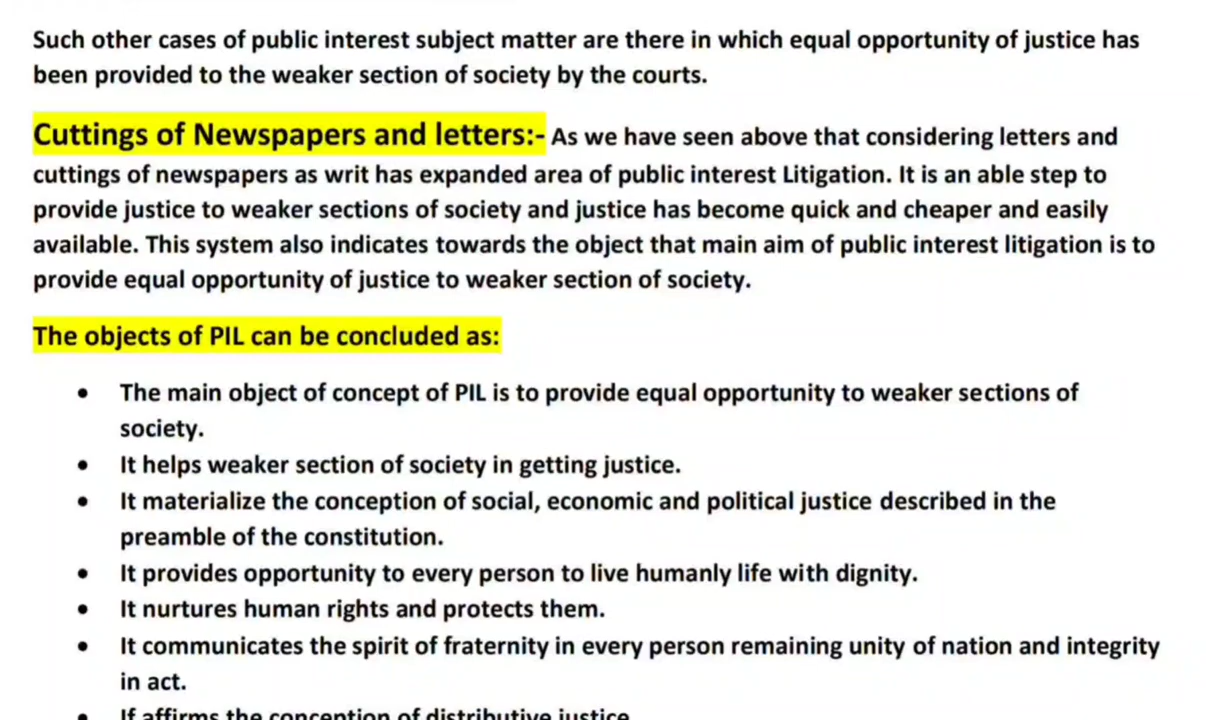 Such other cases of public interest subject matter are there in which equal opportunity of justice has
been provided to the weaker section of society by the courts.
Cuttings of Newspapers and letters:- As we have seen above that considering letters and
cuttings of newspapers as writ has expanded area of public interest Litigation. It is an able step to
provide justice to weaker sections of society and justice has become quick and cheaper and easily
available. This system also indicates towards the object that main aim of public interest litigation is to
provide equal opportunity of justice to weaker section of society.
The objects of PIL can be concluded as:
• The main object of concept of PIL is to provide equal opportunity to weaker sections of
society.
• It helps weaker section of society in getting justice.
• It materialize the conception of social, economic and political justice described in the
preamble of the constitution.
• It provides opportunity to every person to live humanly life with dignity.
• It nurtures human rights and protects them.
• It communicates the spirit of fraternity in every person remaining unity of nation and integrity
in act.
• If affirms the conception of distributive justice